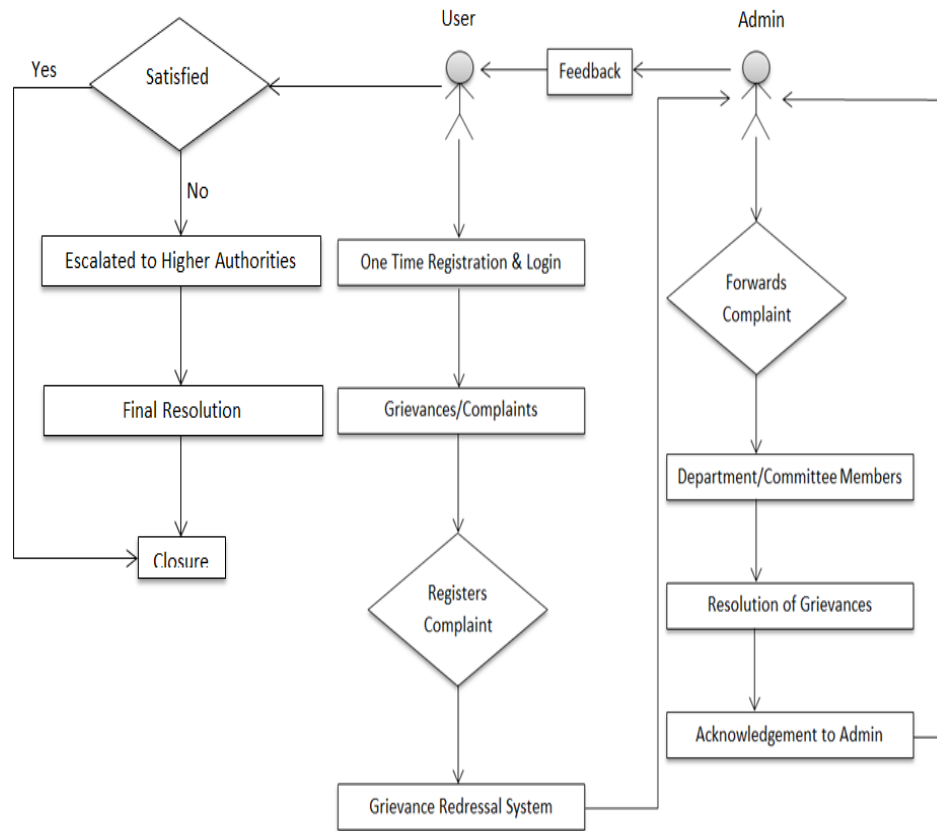 User
Admin
Yes
Satisfied
Feedback
No
Escalated to Higher Authorities
One Time Registration & Login
Forwards
Complaint
Final Resolution
Grievances/Complaints
Department/Committee Members
Closure
Registers
Complaint
Resolution of Grievances
Acknowledgement to Admin
Grievance Redressal System